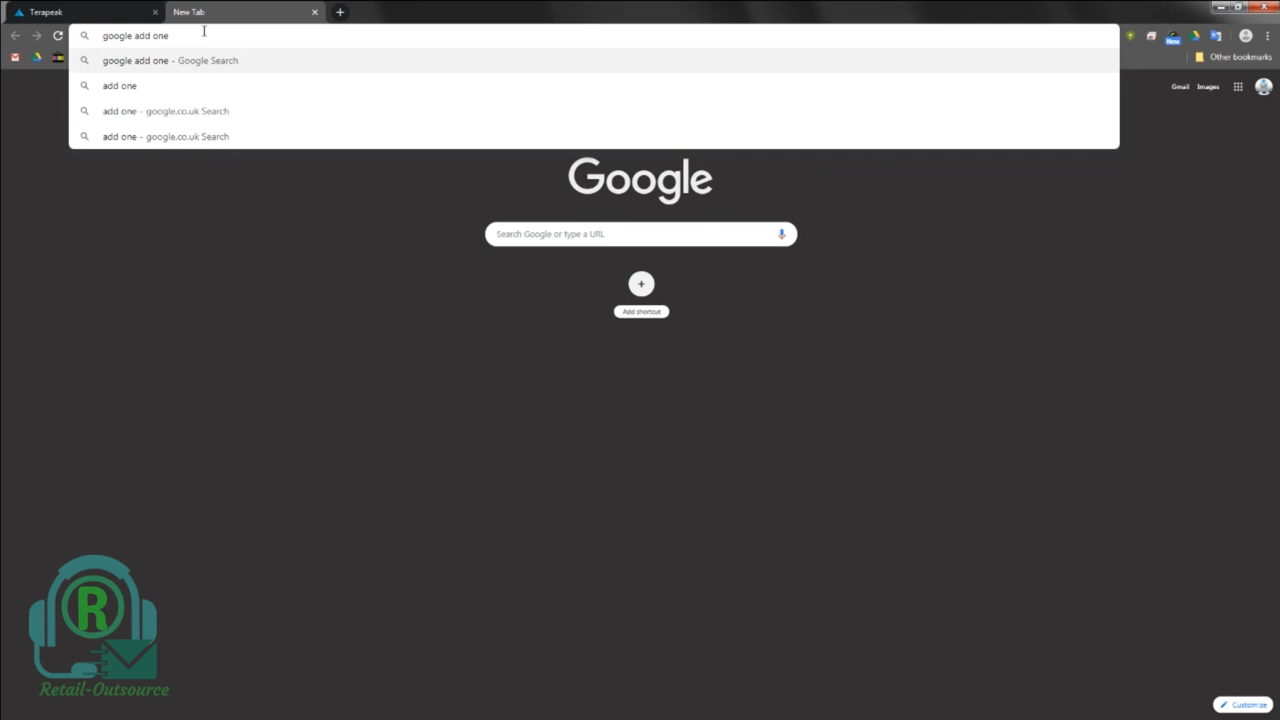 Terapeak
New Tab
google add one
google add one - Google Search
add one
add one - google.co.uk Search
add one - google.co.uk Search
New
Other bookmarks
Gmail Images
Google
Search Google or type a URL
Add shortcut
R
Retail-Outsource
Customize